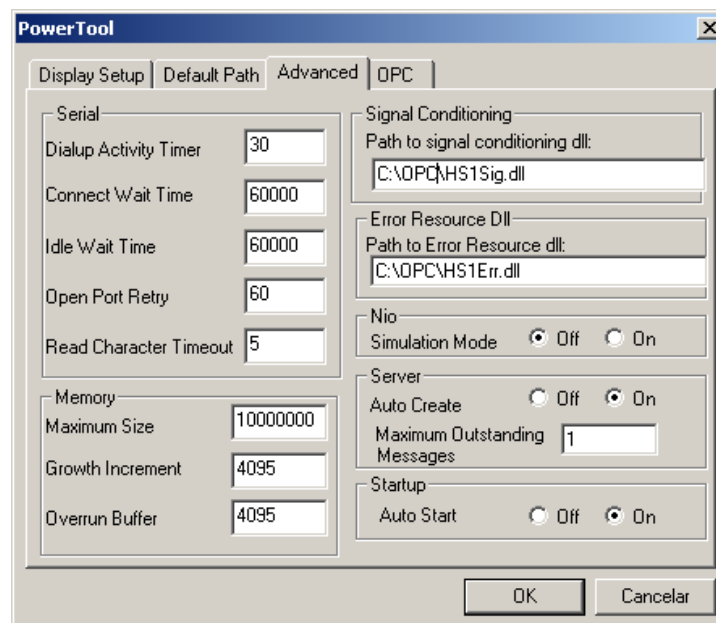 PowerTool
Display Setup
Default Path
Advanced
OPC
Serial
Dialup Activity Timer 30
Connect Wait Time 60000
Idle Wait Time 60000
Open Port Retry 60
Read Character Timeout 5
Memory
Maximum Size 10000000
Growth Increment 4095
Overrun Buffer 4095
Signal Conditioning
Path to signal conditioning dll:
C:\OPC\HS1Sig.dll
Error Resource Dll
Path to Error Resource dll:
C:\OPC\HS1Err.dll
Nio
Simulation Mode Off On
Server
Auto Create Off On
Maximum Outstanding
Messages
1
Startup
Auto Start Off On
OK
Cancelar